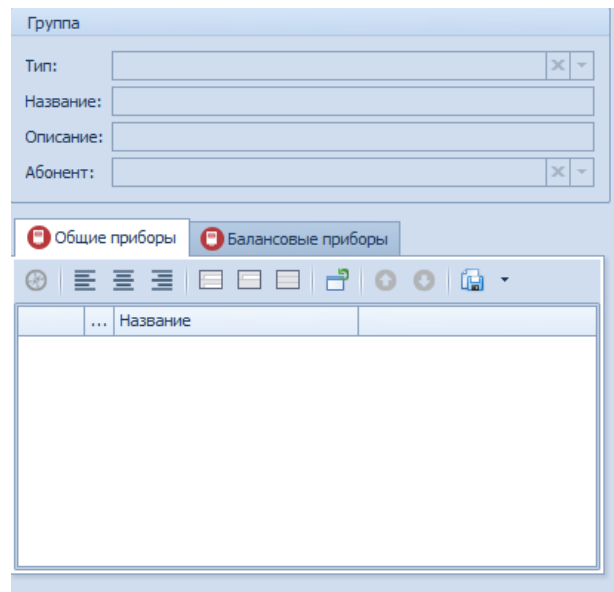 Группа
Тип:
Название:
Описание:
Абонент:
Общие приборы Балансовые приборы
... Название